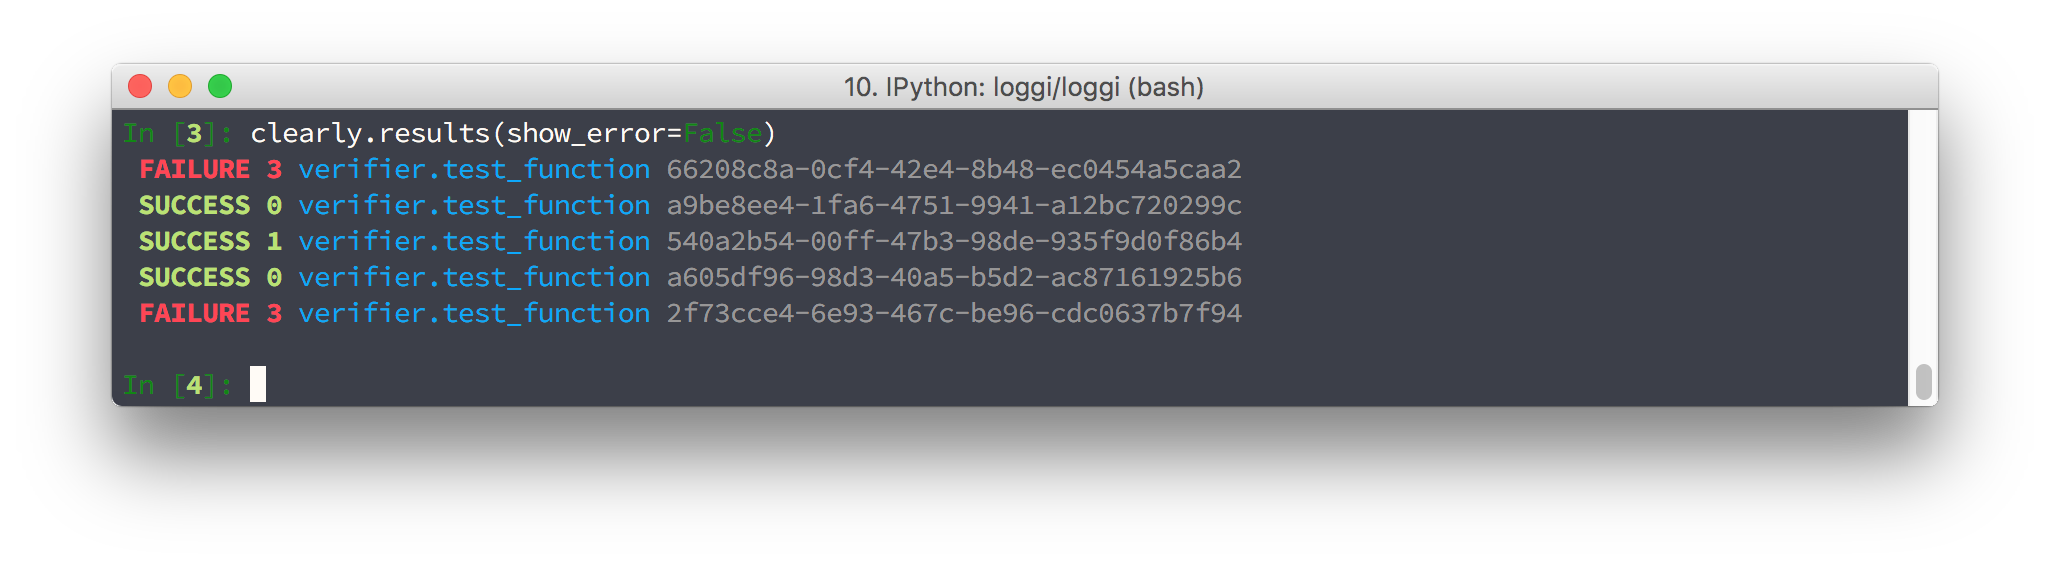 10. IPython: loggi/loggi (bash)
In [3]: clearly.results(show_error=False)
FAILURE 3 verifier.test_function 66208c8a-0cf4-42e4-8b48-ec0454a5caa2
SUCCESS 0 verifier.test_function a9be8ee4-1fa6-4751-9941-a12bc720299c
SUCCESS 1 verifier.test_function 540a2b54-00ff-47b3-98de-935f9d0f86b4
SUCCESS 0 verifier.test_function a605df96-98d3-40a5-b5d2-ac87161925b6
FAILURE 3 verifier.test_function 2f73cce4-6e93-467c-be96-cdc0637b7f94
In [4]: